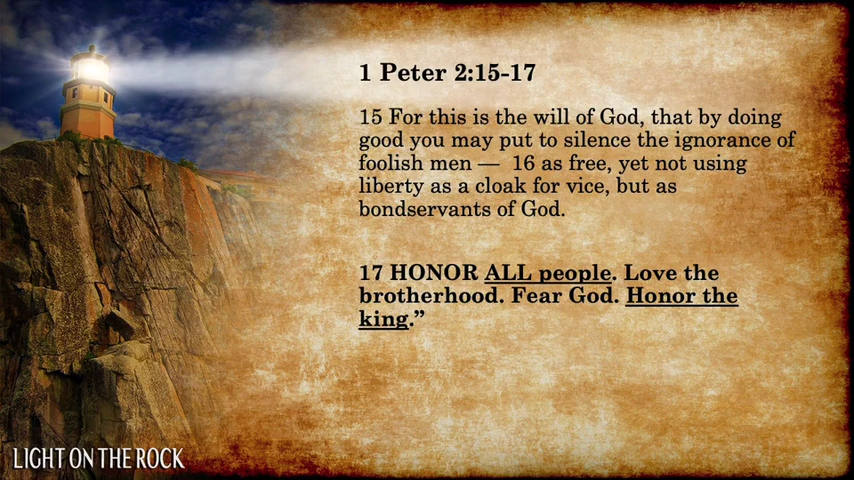 1 Peter 2:15-17
15 For this is the will of God, that by doing
good you may put to silence the ignorance of
foolish men —  16 as free, yet not using
liberty as a cloak for vice, but as
bondservants of God.
17 HONOR ALL people. Love the
brotherhood. Fear God. Honor the
king.”
LIGHT ON THE ROCK